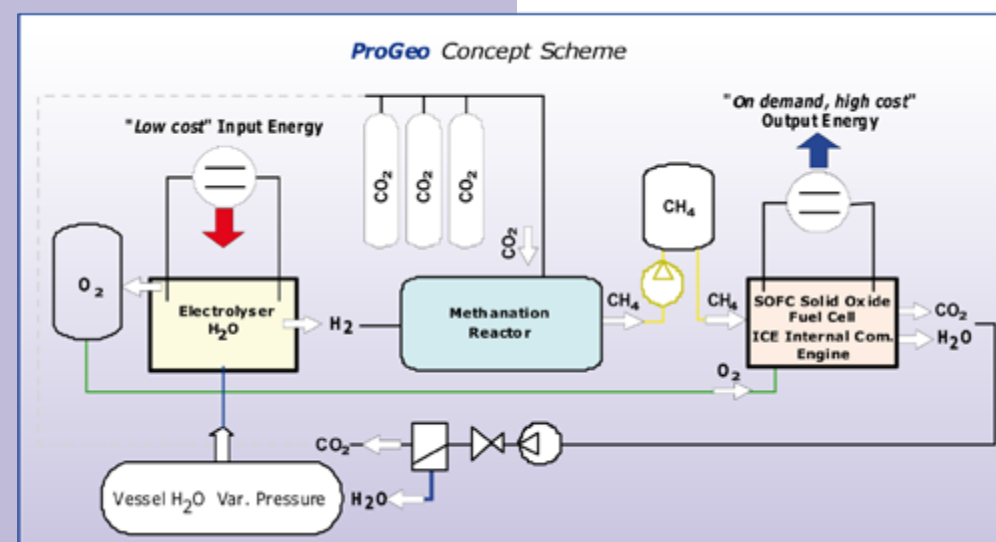 ProGeo Concept Scheme
"Low cost" Input Energy
"On demand, high cost"
Output Energy
CO₂
CO₂
CO₂
CO₂
CH₄
O₂
Electrolyser
H₂O
H₂
Methanation
Reactor
CH₄
CH₄
SOFC Solid Oxide
Fuel Cell
ICE Internal Com.
Engine
CO₂
H₂O
O₂
CO₂
Vessel H₂O Var. Pressure
H₂O